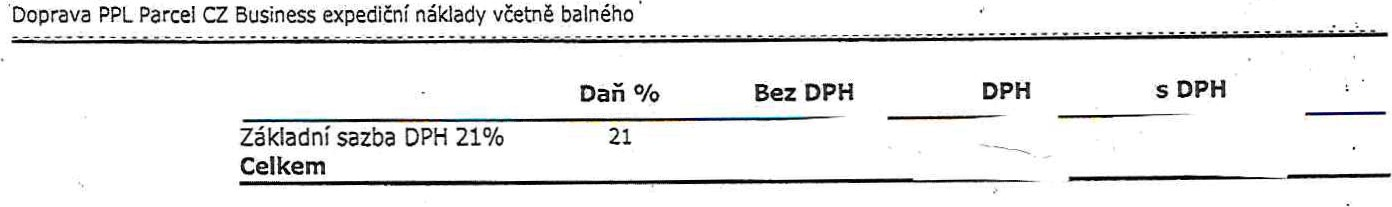 Doprava PPL Parcel CZ Business expediční náklady včetně balného
Daň % Bez DPH DPH s DPH
Základní sazba DPH 21% 21
Celkem